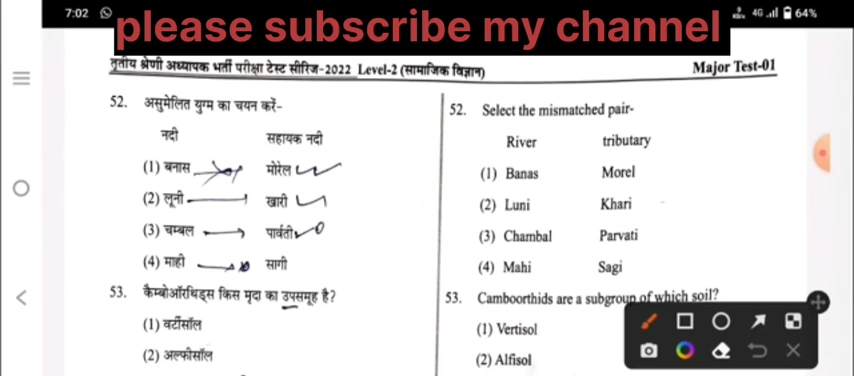 7:02 4G 64%
please subscribe my channel
तृतीय श्रेणी अध्यापक भर्ती परीक्षा टेस्ट सीरिज-2022 Level-2 (सामाजिक विज्ञान) Major Test-01
52. असुमेलित युग्म का चयन करें-
नदी सहायक नदी
(1) बनास मोरेल
(2) लूनी खारी
(3) चम्बल पार्वती
(4) माही सागी
53. कैम्बोऑरथिड्स किस मृदा का उपसमूह है?
(1) वर्टीसॉल
(2) अल्फीसॉल
52. Select the mismatched pair-
River tributary
(1) Banas Morel
(2) Luni Khari
(3) Chambal Parvati
(4) Mahi Sagi
53. Camboorthids are a subgroup of which soil?
(1) Vertisol
(2) Alfisol